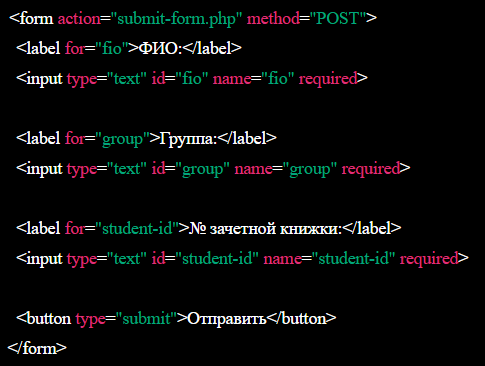 <form action="submit-form.php" method="POST">
<label for="fio">ФИО:</label>
<input type="text" id="fio" name="fio" required>
<label for="group">Группа:</label>
<input type="text" id="group" name="group" required>
<label for="student-id">№ зачетной книжки:</label>
<input type="text" id="student-id" name="student-id" required>
<button type="submit">Отправить</button>
</form>